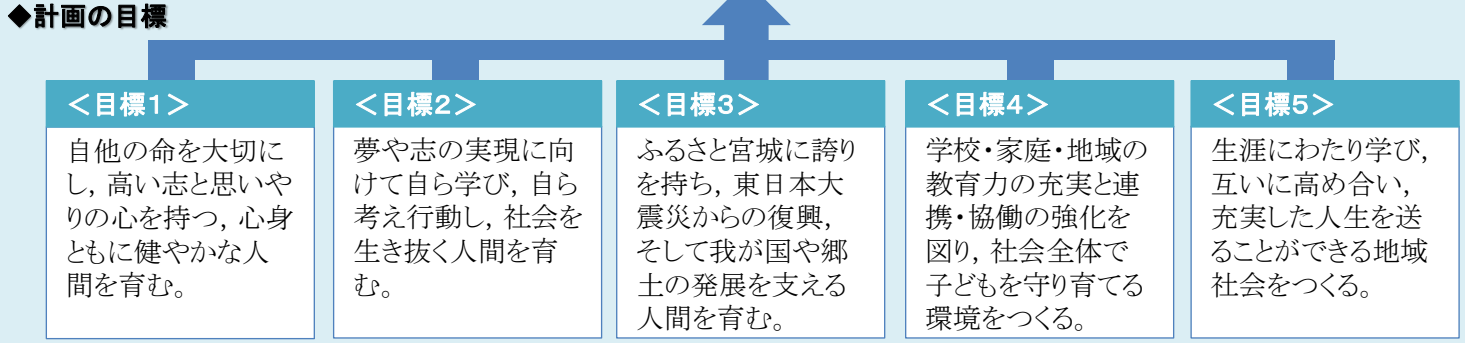 ◆計画の目標
＜目標1＞
自他の命を大切に
し，高い志と思いや
りの心を持つ，心身
ともに健やかな人
間を育む。
＜目標2＞
夢や志の実現に向
けて自ら学び，自ら
考え行動し，社会を
生き抜く人間を育
む。
＜目標3＞
ふるさと宮城に誇り
を持ち，東日本大
震災からの復興，
そして我が国や郷
土の発展を支える
人間を育む。
＜目標4＞
学校・家庭・地域の
教育力の充実と連
携・協働の強化を
図り，社会全体で
子どもを守り育てる
環境をつくる。
＜目標5＞
生涯にわたり学び，
互いに高め合い，
充実した人生を送
ることができる地域
社会をつくる。